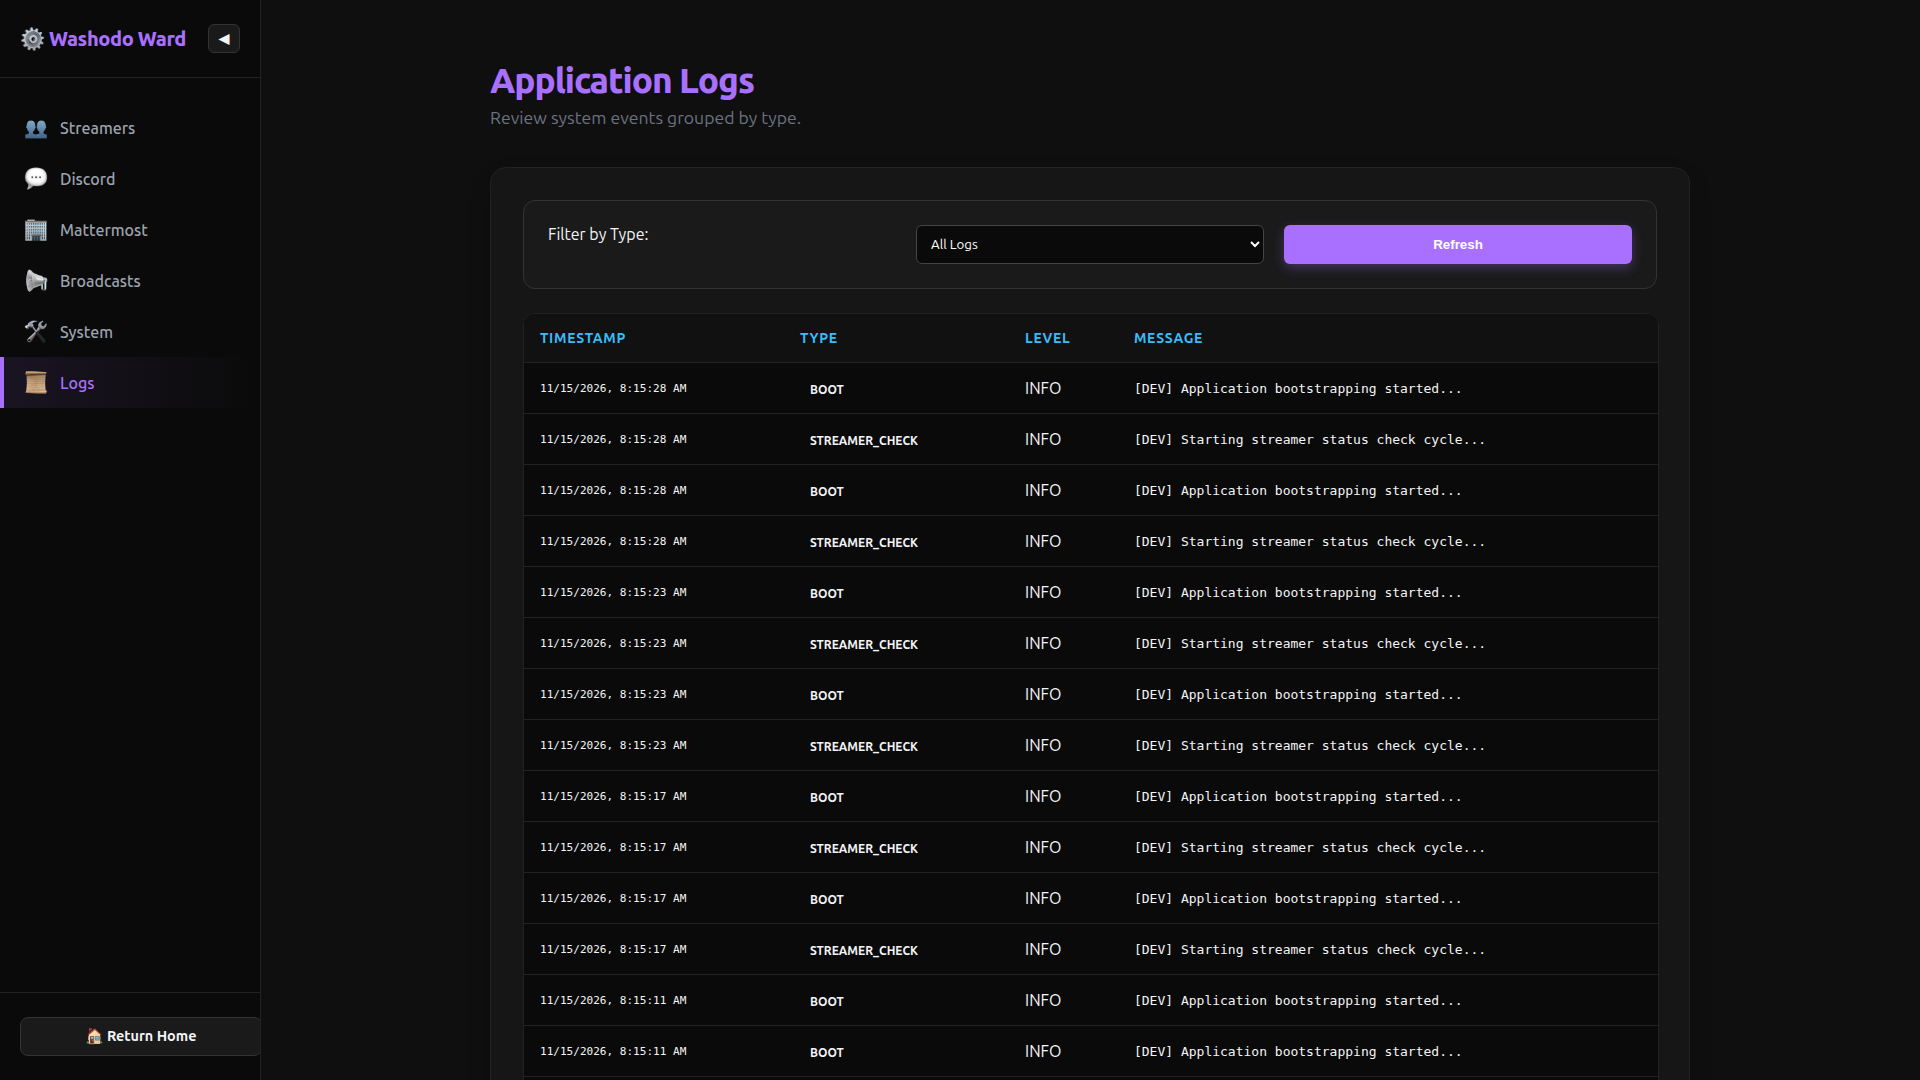 Washodo Ward
Streamers
Discord
Mattermost
Broadcasts
System
Logs
Return Home
Application Logs
Review system events grouped by type.
Filter by Type:
All Logs
Refresh
TIMESTAMP TYPE LEVEL MESSAGE
11/15/2026, 8:15:28 AM BOOT INFO [DEV] Application bootstrapping started...
11/15/2026, 8:15:28 AM STREAMER_CHECK INFO [DEV] Starting streamer status check cycle...
11/15/2026, 8:15:28 AM BOOT INFO [DEV] Application bootstrapping started...
11/15/2026, 8:15:28 AM STREAMER_CHECK INFO [DEV] Starting streamer status check cycle...
11/15/2026, 8:15:23 AM BOOT INFO [DEV] Application bootstrapping started...
11/15/2026, 8:15:23 AM STREAMER_CHECK INFO [DEV] Starting streamer status check cycle...
11/15/2026, 8:15:23 AM BOOT INFO [DEV] Application bootstrapping started...
11/15/2026, 8:15:23 AM STREAMER_CHECK INFO [DEV] Starting streamer status check cycle...
11/15/2026, 8:15:17 AM BOOT INFO [DEV] Application bootstrapping started...
11/15/2026, 8:15:17 AM STREAMER_CHECK INFO [DEV] Starting streamer status check cycle...
11/15/2026, 8:15:17 AM BOOT INFO [DEV] Application bootstrapping started...
11/15/2026, 8:15:17 AM STREAMER_CHECK INFO [DEV] Starting streamer status check cycle...
11/15/2026, 8:15:11 AM BOOT INFO [DEV] Application bootstrapping started...
11/15/2026, 8:15:11 AM BOOT INFO [DEV] Application bootstrapping started...